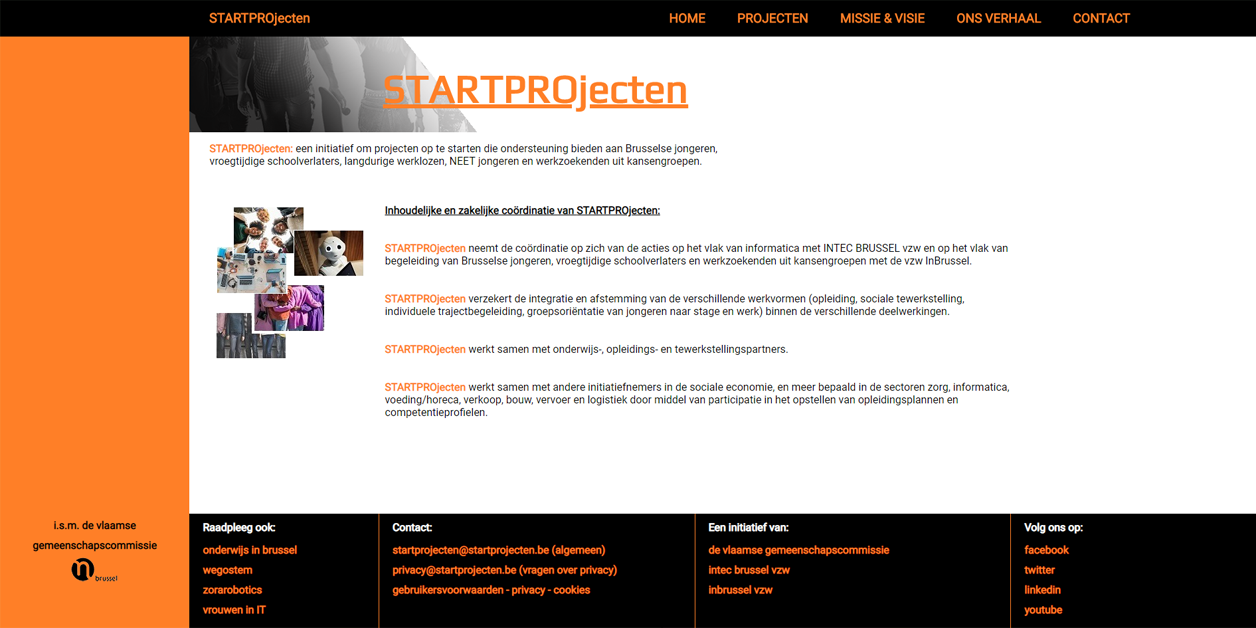 STARTPROjecten
HOME
PROJECTEN
MISSIE & VISIE
ONS VERHAAL
CONTACT
STARTPROjecten
STARTPROjecten: een initiatief om projecten op te starten die ondersteuning bieden aan Brusselse jongeren,
vroegtijdige schoolverlaters, langdurige werklozen, NEET jongeren en werkzoekenden uit kansengroepen.
Inhoudelijke en zakelijke coördinatie van STARTPROjecten:
STARTPROjecten neemt de coördinatie op zich van de acties op het vlak van informatica met INTEC BRUSSEL vzw en op het vlak van
begeleiding van Brusselse jongeren, vroegtijdige schoolverlaters en werkzoekenden uit kansengroepen met de vzw InBrussel.
STARTPROjecten verzekert de integratie en afstemming van de verschillende werkvormen (opleiding, sociale tewerkstelling,
individuele trajectbegeleiding, groepsoriëntatie van jongeren naar stage en werk) binnen de verschillende deelwerkingen.
STARTPROjecten werkt samen met onderwijs-, opleidings- en tewerkstellingspartners.
STARTPROjecten werkt samen met andere initiatiefnemers in de sociale economie, en meer bepaald in de sectoren zorg, informatica,
voeding/horeca, verkoop, bouw, vervoer en logistiek door middel van participatie in het opstellen van opleidingsplannen en
competentieprofielen.
i.s.m. de vlaamse
gemeenschapscommissie
n brussel
Raadpleeg ook:
onderwijs in brussel
wegostem
zorarobotics
vrouwen in IT
Contact:
startprojecten@startprojecten.be (algemeen)
privacy@startprojecten.be (vragen over privacy)
gebruikersvoorwaarden - privacy - cookies
Een initiatief van:
de vlaamse gemeenschapscommissie
intec brussel vzw
inbrussel vzw
Volg ons op:
facebook
twitter
linkedin
youtube